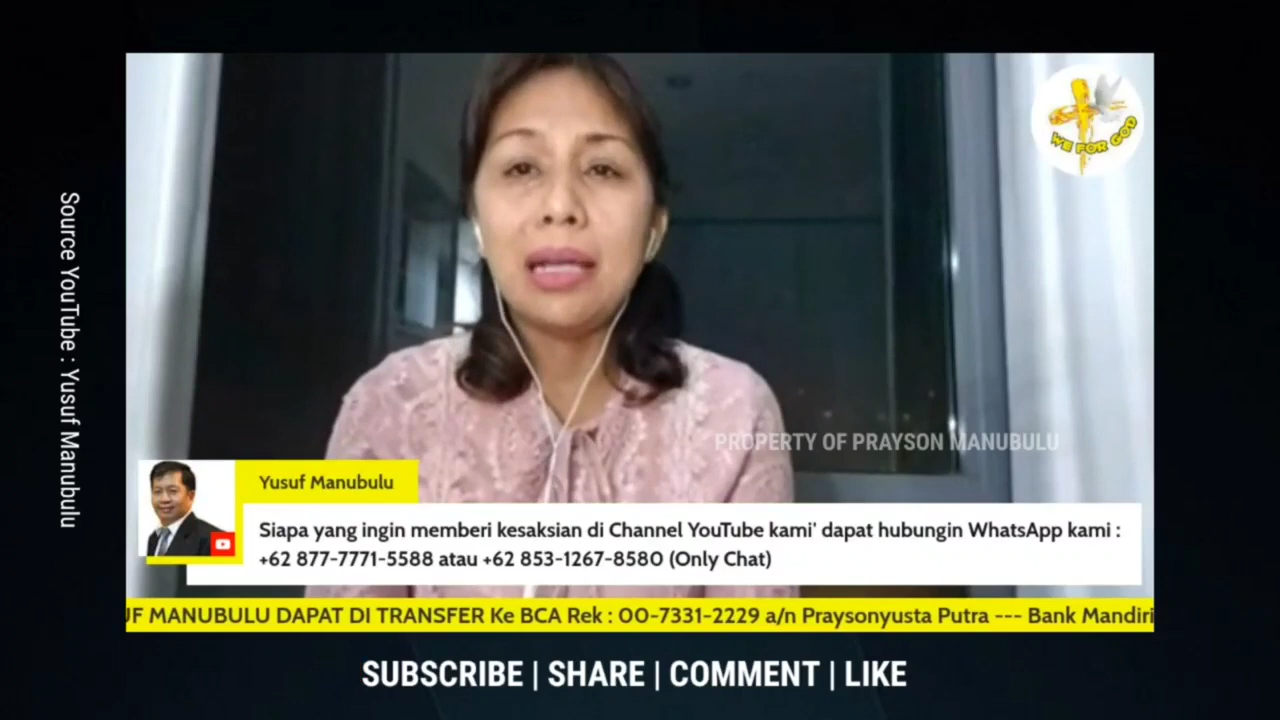 WE FOR GOD
Source YouTube : Yusuf Manubulu
PROPERTY OF PRAYSON MANUBULU
Yusuf Manubulu
Siapa yang ingin memberi kesaksian di Channel YouTube kami' dapat hubungin WhatsApp kami :
+62 877-7771-5588 atau +62 853-1267-8580 (Only Chat)
UF MANUBULU DAPAT DI TRANSFER Ke BCA Rek : 00-7331-2229 a/n Praysonyusta Putra --- Bank Mandiri
SUBSCRIBE | SHARE | COMMENT | LIKE